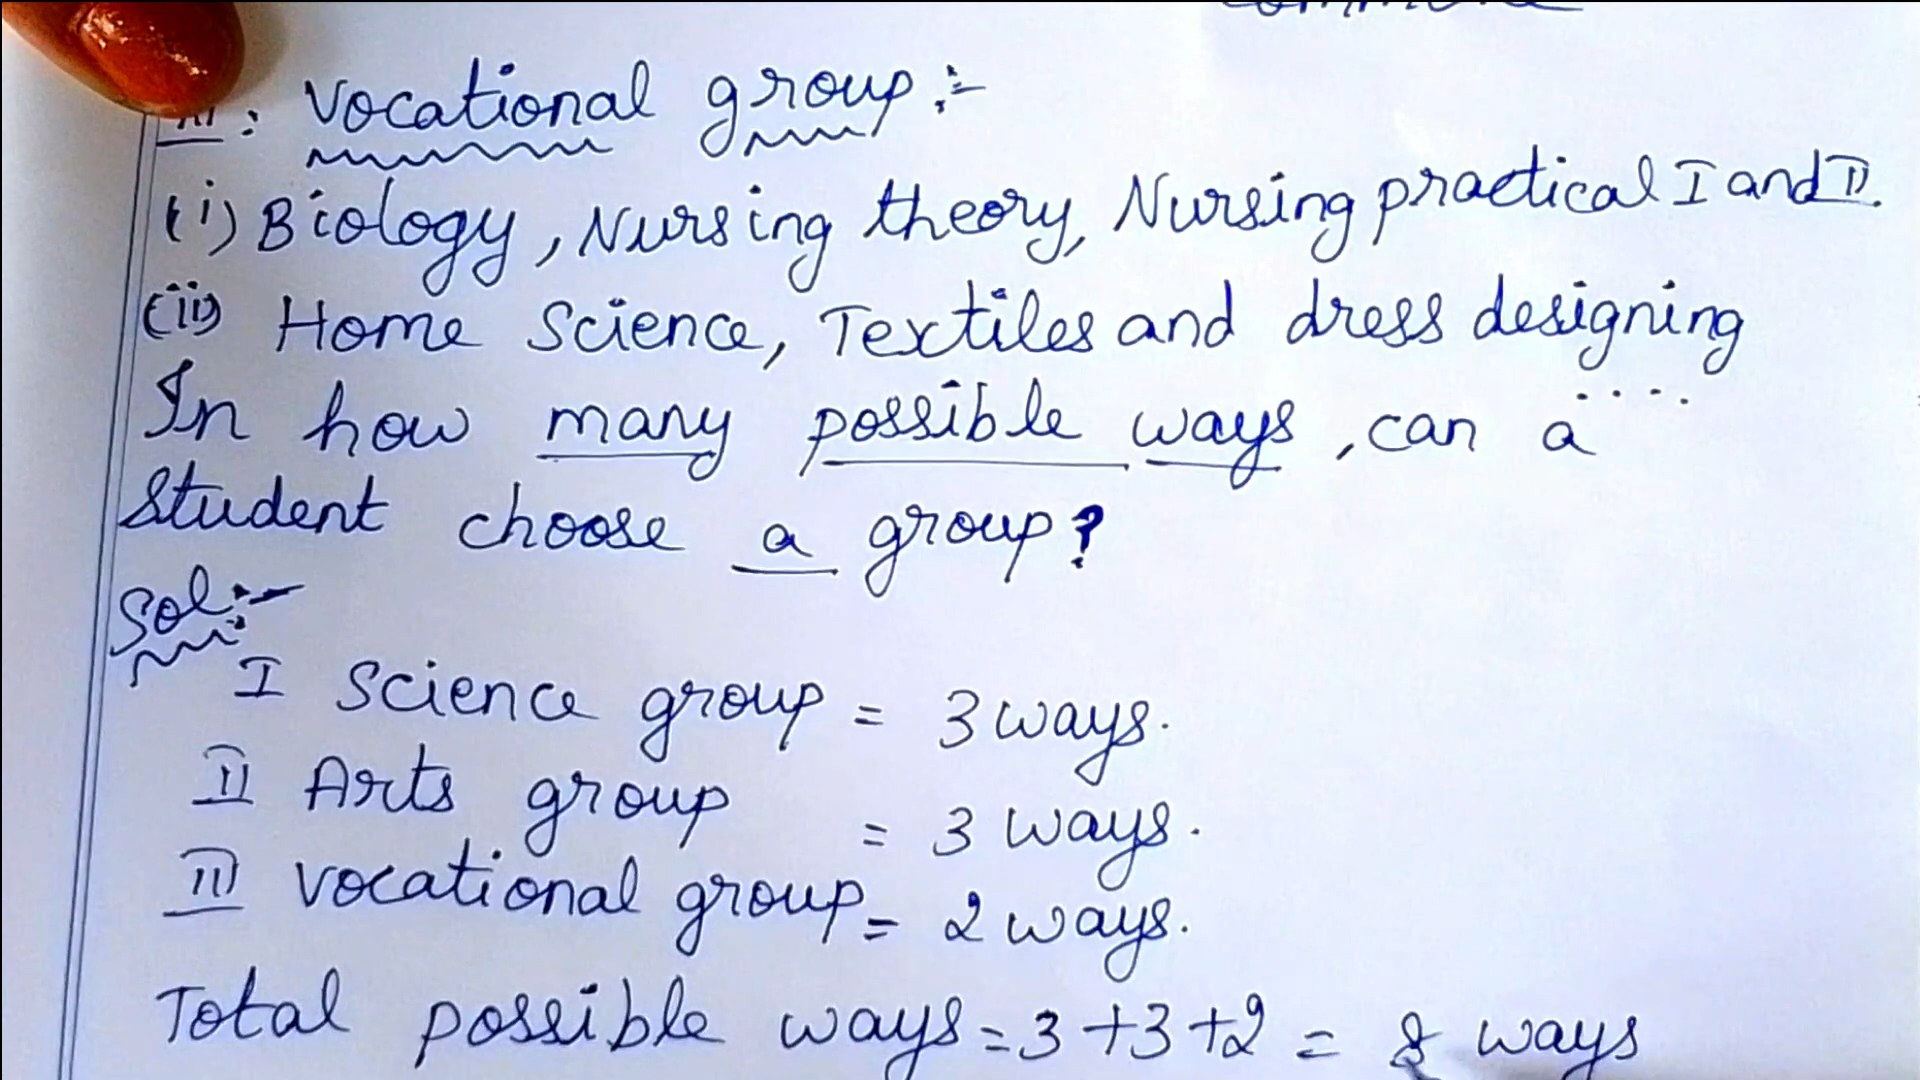 III. Vocational group :-
(i) Biology, Nursing theory, Nursing practical I and II.
(ii) Home Science, Textiles and dress designing
In how many possible ways, can a
Student choose a group?
Sol:-
I Science group = 3 ways.
II Arts group = 3 ways.
III vocational group = 2 ways.
Total possible ways = 3+3+2 = 8 ways